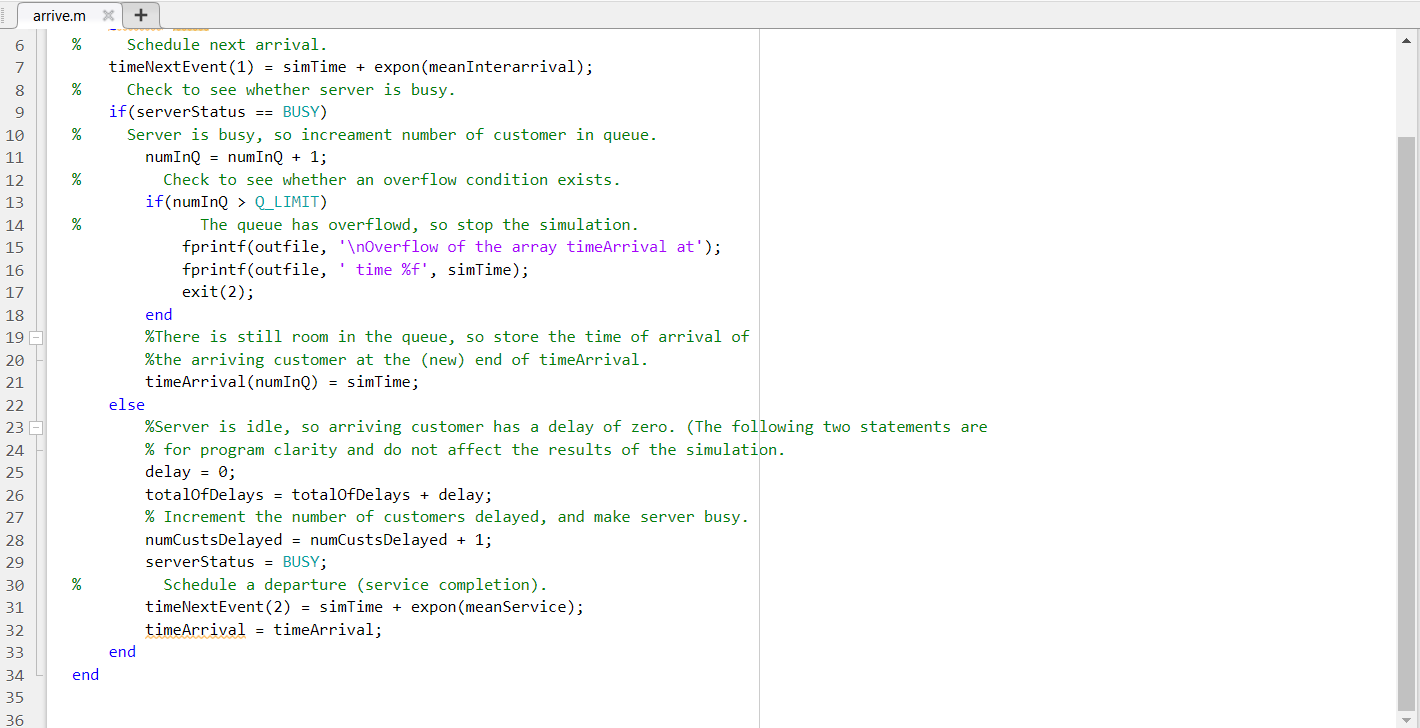 arrive.m
6 % Schedule next arrival.
7 timeNextEvent(1) = simTime + expon(meanInterarrival);
8 % Check to see whether server is busy.
9 if(serverStatus == BUSY)
10 % Server is busy, so increament number of customer in queue.
11 numInQ = numInQ + 1;
12 % Check to see whether an overflow condition exists.
13 if(numInQ > Q_LIMIT)
14 % The queue has overflowd, so stop the simulation.
15 fprintf(outfile, '\nOverflow of the array timeArrival at');
16 fprintf(outfile, ' time %f', simTime);
17 exit(2);
18 end
19 %There is still room in the queue, so store the time of arrival of
20 %the arriving customer at the (new) end of timeArrival.
21 timeArrival(numInQ) = simTime;
22 else
23 %Server is idle, so arriving customer has a delay of zero. (The following two statements are
24 % for program clarity and do not affect the results of the simulation.
25 delay = 0;
26 totalOfDelays = totalOfDelays + delay;
27 % Increment the number of customers delayed, and make server busy.
28 numCustsDelayed = numCustsDelayed + 1;
29 serverStatus = BUSY;
30 % Schedule a departure (service completion).
31 timeNextEvent(2) = simTime + expon(meanService);
32 timeArrival = timeArrival;
33 end
34 end
35
36